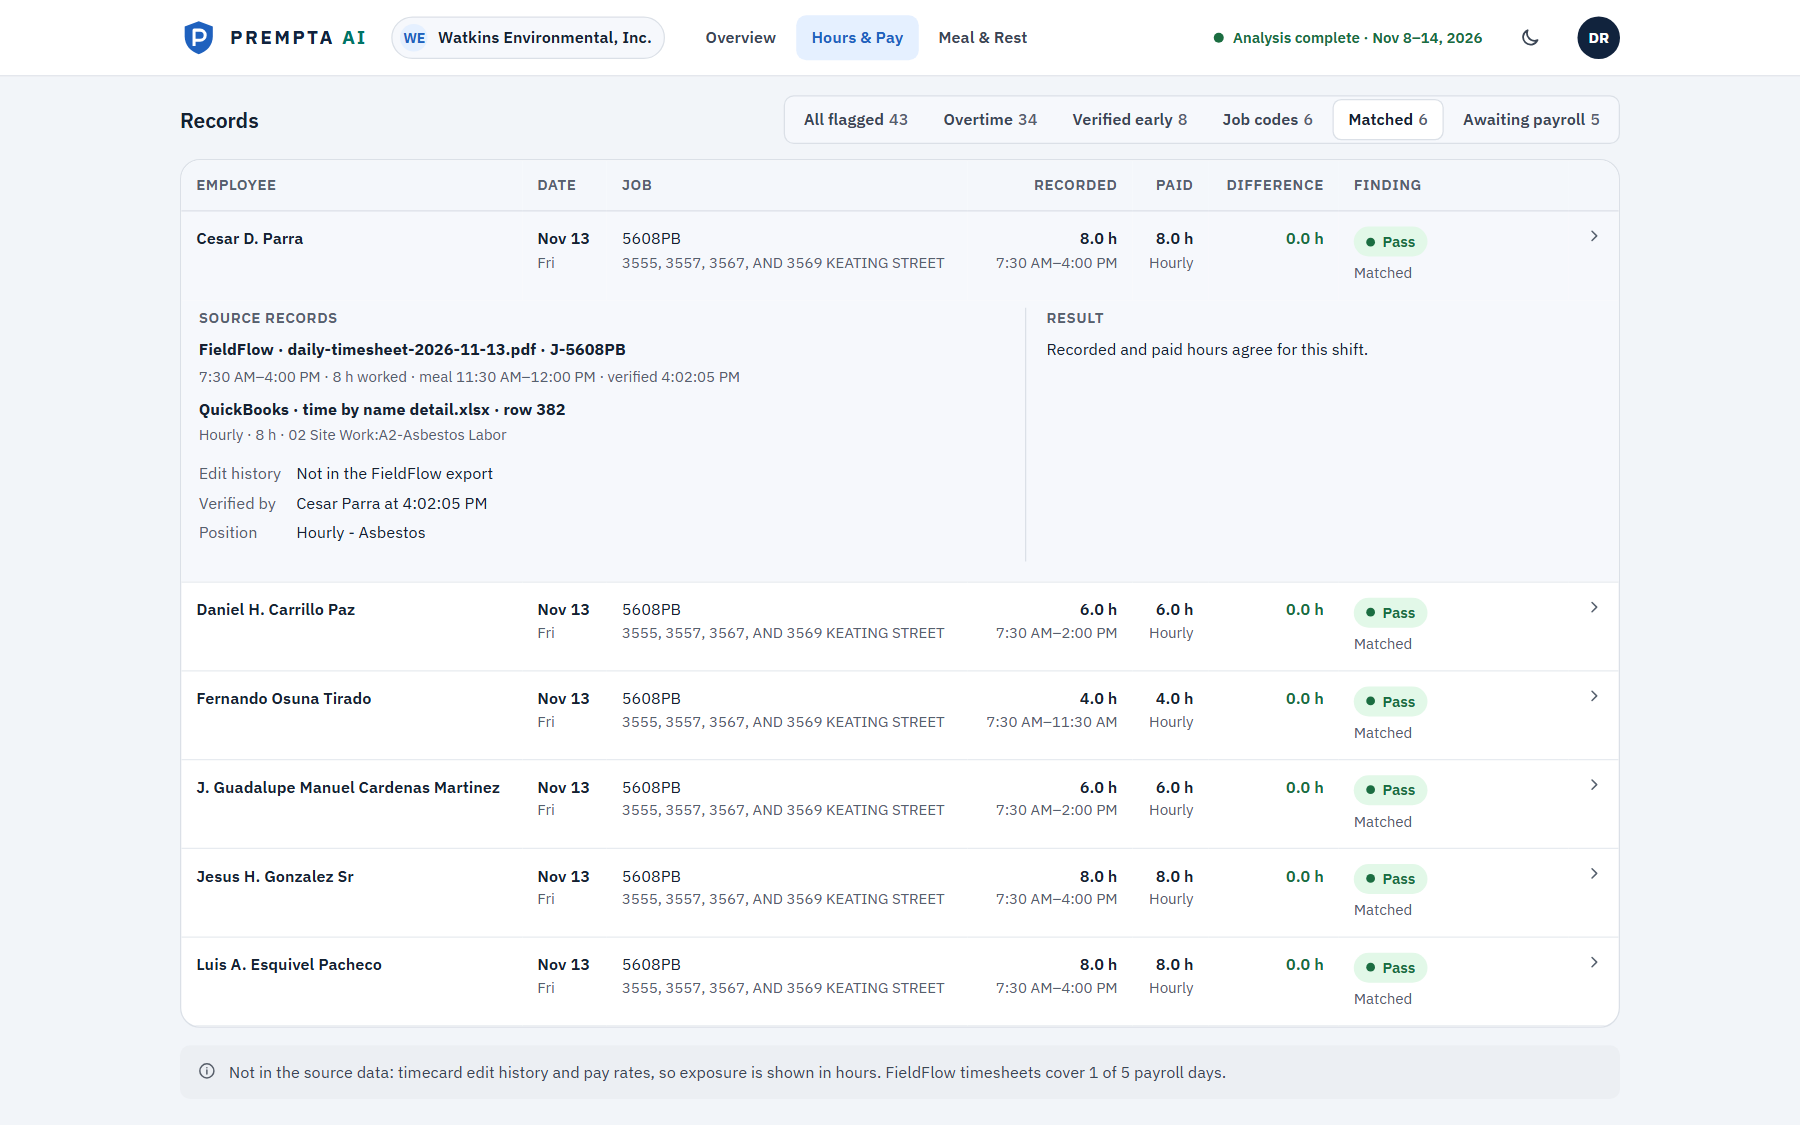 PREMPTA AI
WE Watkins Environmental, Inc.
Overview
Hours & Pay
Meal & Rest
Analysis complete · Nov 8–14, 2026
DR
Records
All flagged 43
Overtime 34
Verified early 8
Job codes 6
Matched 6
Awaiting payroll 5
EMPLOYEE DATE JOB RECORDED PAID DIFFERENCE FINDING
Cesar D. Parra Nov 13 5608PB 8.0 h 8.0 h 0.0 h Pass
Fri 3555, 3557, 3567, AND 3569 KEATING STREET 7:30 AM–4:00 PM Hourly Matched
SOURCE RECORDS
FieldFlow · daily-timesheet-2026-11-13.pdf · J-5608PB
7:30 AM–4:00 PM · 8 h worked · meal 11:30 AM–12:00 PM · verified 4:02:05 PM
QuickBooks · time by name detail.xlsx · row 382
Hourly · 8 h · 02 Site Work:A2-Asbestos Labor
Edit history Not in the FieldFlow export
Verified by Cesar Parra at 4:02:05 PM
Position Hourly - Asbestos
RESULT
Recorded and paid hours agree for this shift.
Daniel H. Carrillo Paz Nov 13 5608PB 6.0 h 6.0 h 0.0 h Pass
Fri 3555, 3557, 3567, AND 3569 KEATING STREET 7:30 AM–2:00 PM Hourly Matched
Fernando Osuna Tirado Nov 13 5608PB 4.0 h 4.0 h 0.0 h Pass
Fri 3555, 3557, 3567, AND 3569 KEATING STREET 7:30 AM–11:30 AM Hourly Matched
J. Guadalupe Manuel Cardenas Martinez Nov 13 5608PB 6.0 h 6.0 h 0.0 h Pass
Fri 3555, 3557, 3567, AND 3569 KEATING STREET 7:30 AM–2:00 PM Hourly Matched
Jesus H. Gonzalez Sr Nov 13 5608PB 8.0 h 8.0 h 0.0 h Pass
Fri 3555, 3557, 3567, AND 3569 KEATING STREET 7:30 AM–4:00 PM Hourly Matched
Luis A. Esquivel Pacheco Nov 13 5608PB 8.0 h 8.0 h 0.0 h Pass
Fri 3555, 3557, 3567, AND 3569 KEATING STREET 7:30 AM–4:00 PM Hourly Matched
Not in the source data: timecard edit history and pay rates, so exposure is shown in hours. FieldFlow timesheets cover 1 of 5 payroll days.